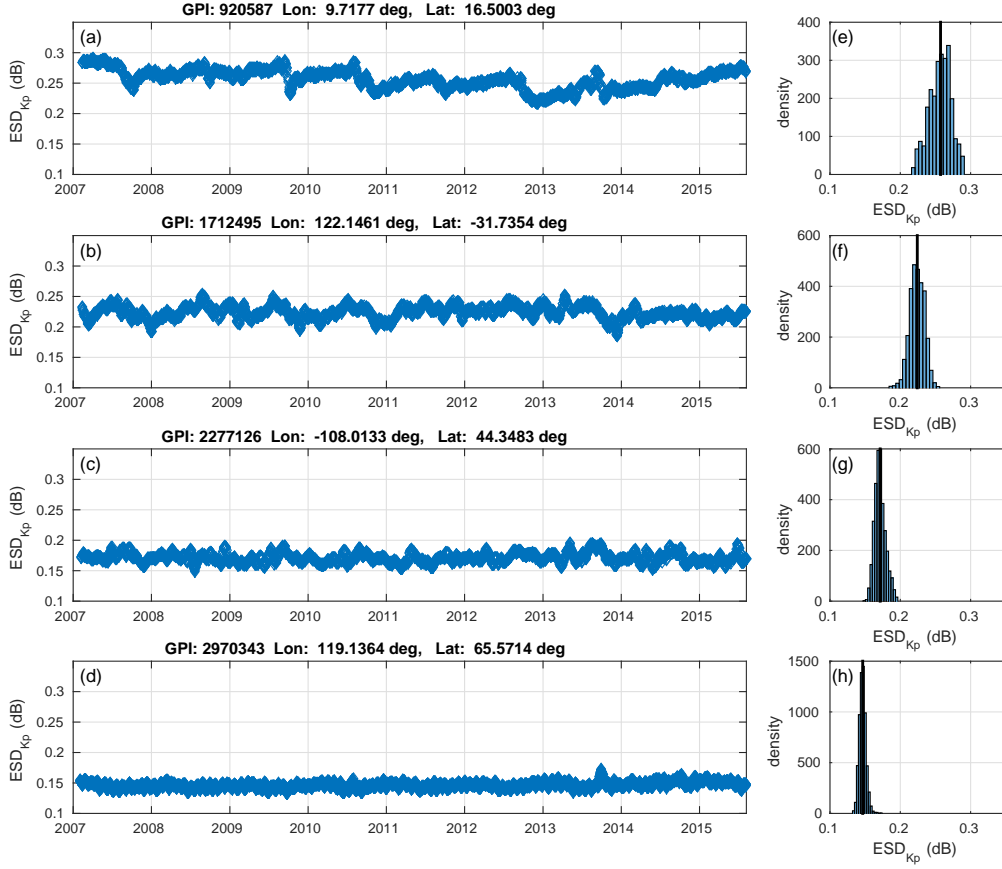 GPI: 920587 Lon: 9.7177 deg, Lat: 16.5003 deg
(a)
ESD_Kp (dB)
0.3
0.25
0.2
0.15
0.1
2007 2008 2009 2010 2011 2012 2013 2014 2015
(e)
density
400
300
200
100
0
0.1 0.2 0.3
ESD_Kp (dB)
GPI: 1712495 Lon: 122.1461 deg, Lat: -31.7354 deg
(b)
ESD_Kp (dB)
0.3
0.25
0.2
0.15
0.1
2007 2008 2009 2010 2011 2012 2013 2014 2015
(f)
density
600
400
200
0
0.1 0.2 0.3
ESD_Kp (dB)
GPI: 2277126 Lon: -108.0133 deg, Lat: 44.3483 deg
(c)
ESD_Kp (dB)
0.3
0.25
0.2
0.15
0.1
2007 2008 2009 2010 2011 2012 2013 2014 2015
(g)
density
600
400
200
0
0.1 0.2 0.3
ESD_Kp (dB)
GPI: 2970343 Lon: 119.1364 deg, Lat: 65.5714 deg
(d)
ESD_Kp (dB)
0.3
0.25
0.2
0.15
0.1
2007 2008 2009 2010 2011 2012 2013 2014 2015
(h)
density
1500
1000
500
0
0.1 0.2 0.3
ESD_Kp (dB)